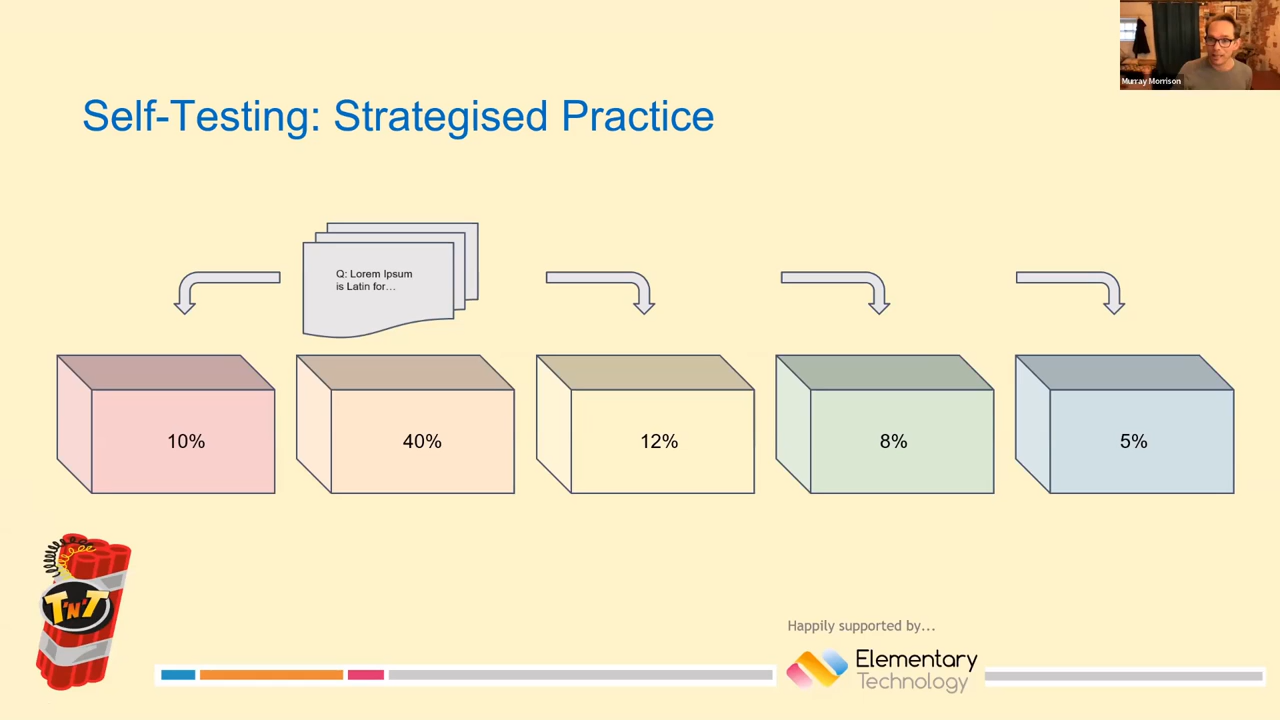 Murray Morrison
Self-Testing: Strategised Practice
Q: Lorem Ipsum
is Latin for...
10%
40%
12%
8%
5%
T'N'T
Happily supported by...
Elementary
Technology